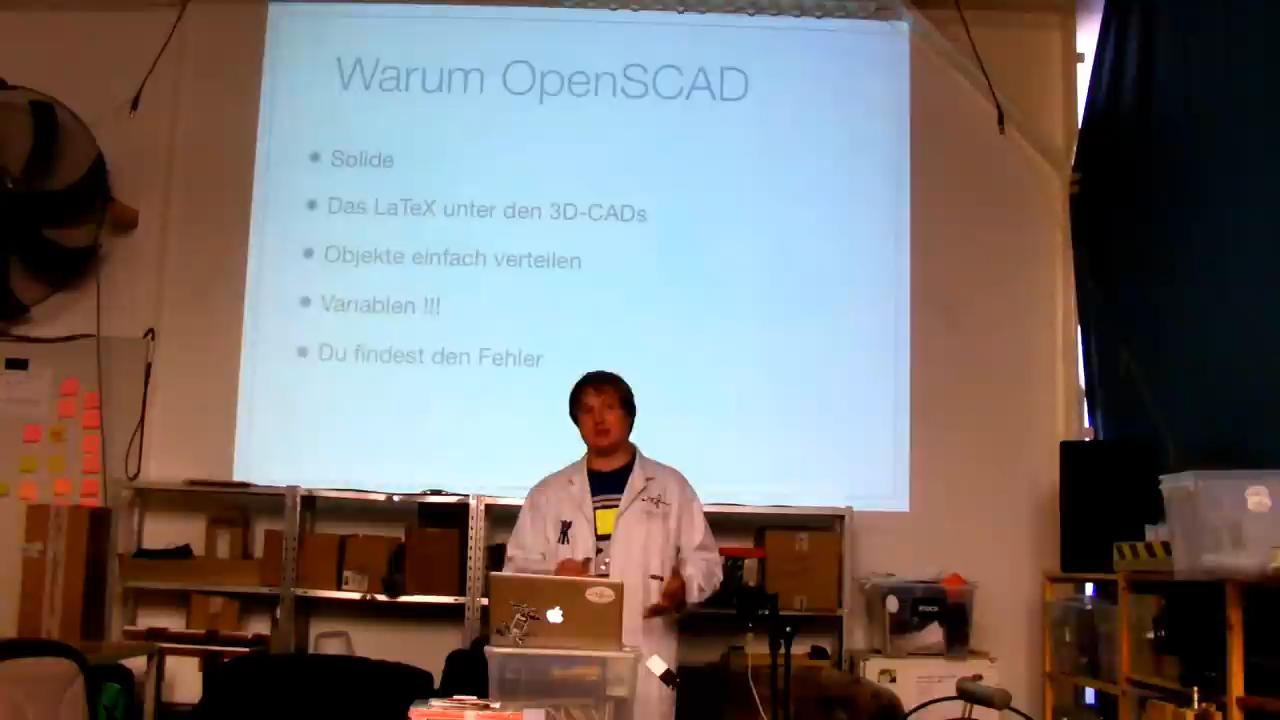 Warum OpenSCAD
Solide
Das LaTeX unter den 3D-CADs
Objekte einfach verteilen
Variablen !!!
Du findest den Fehler